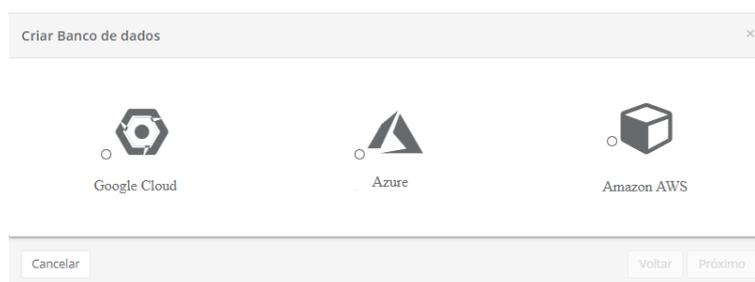 Criar Banco de dados ×
Google Cloud Azure Amazon AWS
Cancelar Voltar Próximo